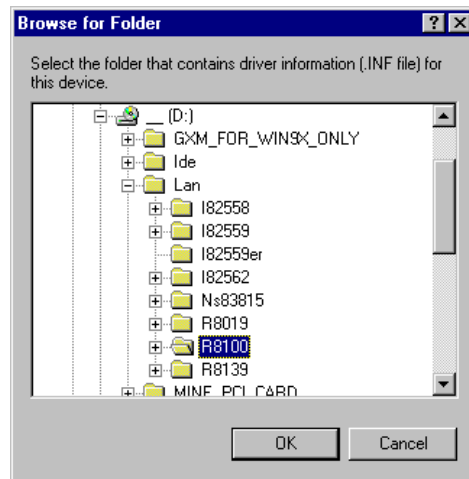 Browse for Folder
Select the folder that contains driver information (.INF file) for
this device.
__ (D:)
GXM_FOR_WIN9X_ONLY
Ide
Lan
I82558
I82559
I82559er
I82562
Ns83815
R8019
R8100
R8139
MINE_PCI_CARD
OK Cancel